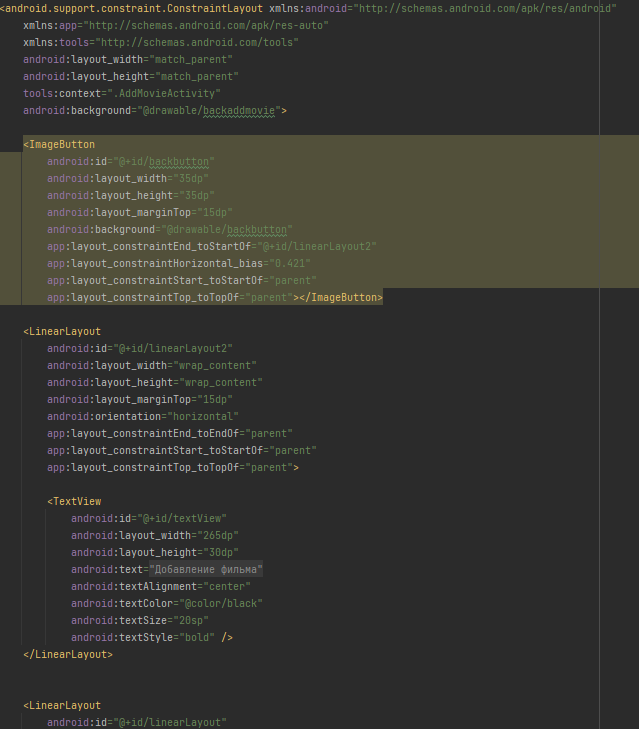 <android.support.constraint.ConstraintLayout xmlns:android="http://schemas.android.com/apk/res/android"
xmlns:app="http://schemas.android.com/apk/res-auto"
xmlns:tools="http://schemas.android.com/tools"
android:layout_width="match_parent"
android:layout_height="match_parent"
tools:context=".AddMovieActivity"
android:background="@drawable/backaddmovie">
<ImageButton
android:id="@+id/backbutton"
android:layout_width="35dp"
android:layout_height="35dp"
android:layout_marginTop="15dp"
android:background="@drawable/backbutton"
app:layout_constraintEnd_toStartOf="@+id/linearLayout2"
app:layout_constraintHorizontal_bias="0.421"
app:layout_constraintStart_toStartOf="parent"
app:layout_constraintTop_toTopOf="parent"></ImageButton>
<LinearLayout
android:id="@+id/linearLayout2"
android:layout_width="wrap_content"
android:layout_height="wrap_content"
android:layout_marginTop="15dp"
android:orientation="horizontal"
app:layout_constraintEnd_toEndOf="parent"
app:layout_constraintStart_toStartOf="parent"
app:layout_constraintTop_toTopOf="parent">
<TextView
android:id="@+id/textView"
android:layout_width="265dp"
android:layout_height="30dp"
android:text="Добавление фильма"
android:textAlignment="center"
android:textColor="@color/black"
android:textSize="20sp"
android:textStyle="bold" />
</LinearLayout>
<LinearLayout
android:id="@+id/linearLayout"